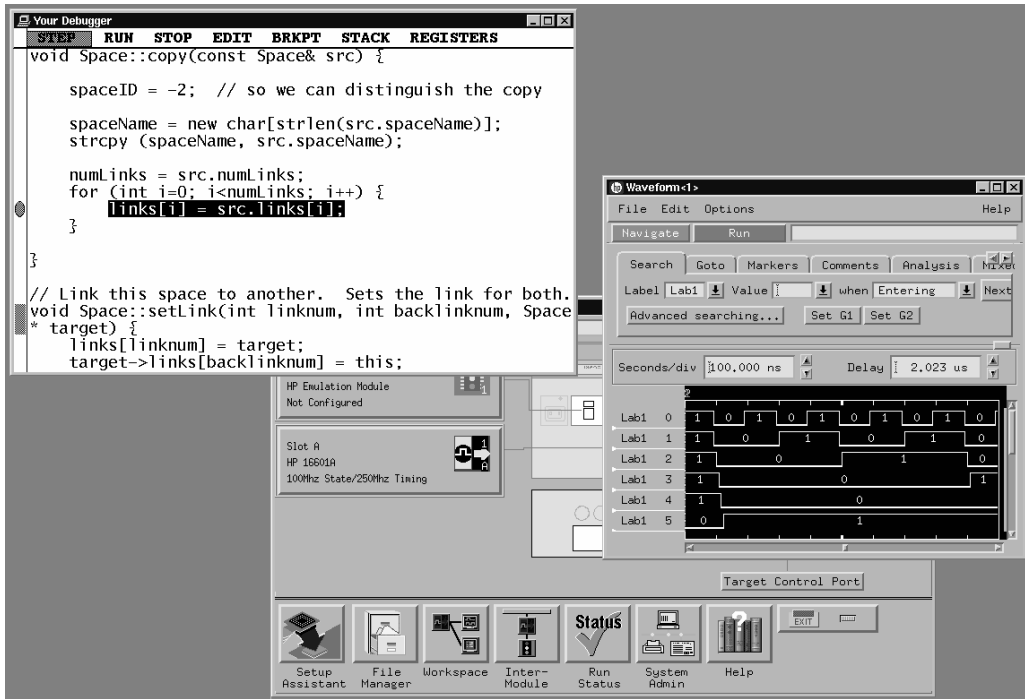 Your Debugger
STEP RUN STOP EDIT BRKPT STACK REGISTERS
void Space::copy(const Space& src) {
spaceID = -2;  // so we can distinguish the copy
spaceName = new char[strlen(src.spaceName)];
strcpy (spaceName, src.spaceName);
numLinks = src.numLinks;
for (int i=0; i<numLinks; i++) {
links[i] = src.links[i];
}
}
// Link this space to another.  Sets the link for both.
void Space::setLink(int linknum, int backlinknum, Space
* target) {
links[linknum] = target;
target->links[backlinknum] = this;
Waveform<1>
File Edit Options Help
Navigate Run
Search Goto Markers Comments Analysis Mixed
Label Lab1 Value when Entering Next
Advanced searching... Set G1 Set G2
Seconds/div 100.000 ns Delay 2.023 us
2
Lab1 0 1 0 1 0 1 0 1 0 1 0
Lab1 1 1 0 1 0 1 0
Lab1 2 1 0 1 0
Lab1 3 1 0 1
Lab1 4 1 0
Lab1 5 0 1
HP Emulation Module
Not Configured
1
Slot A
HP 16601A
100Mhz State/250Mhz Timing
1
A
Target Control Port
Setup Assistant
File Manager
Workspace
Inter-Module
Status
Run Status
System Admin
?
Help
EXIT